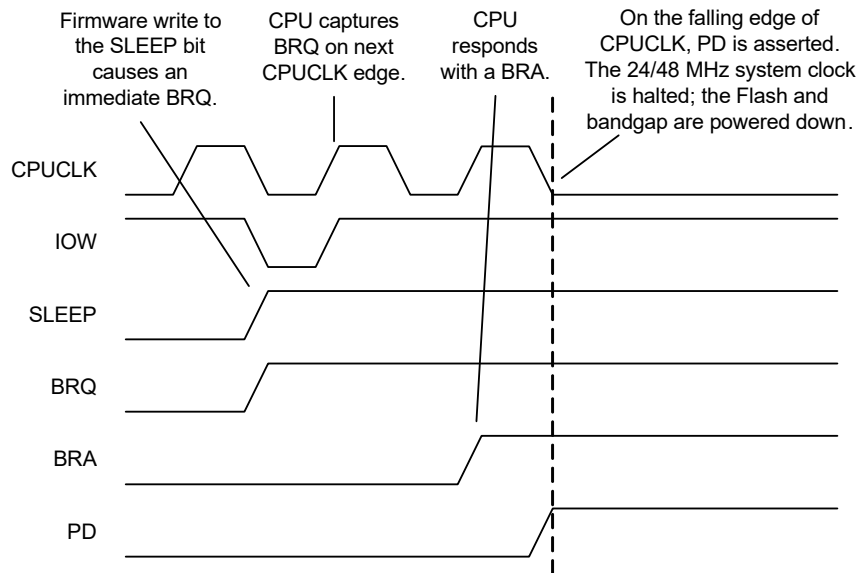 Firmware write to
the SLEEP bit
causes an
immediate BRQ.
CPU captures
BRQ on next
CPUCLK edge.
CPU
responds
with a BRA.
On the falling edge of
CPUCLK, PD is asserted.
The 24/48 MHz system clock
is halted; the Flash and
bandgap are powered down.
CPUCLK
IOW
SLEEP
BRQ
BRA
PD